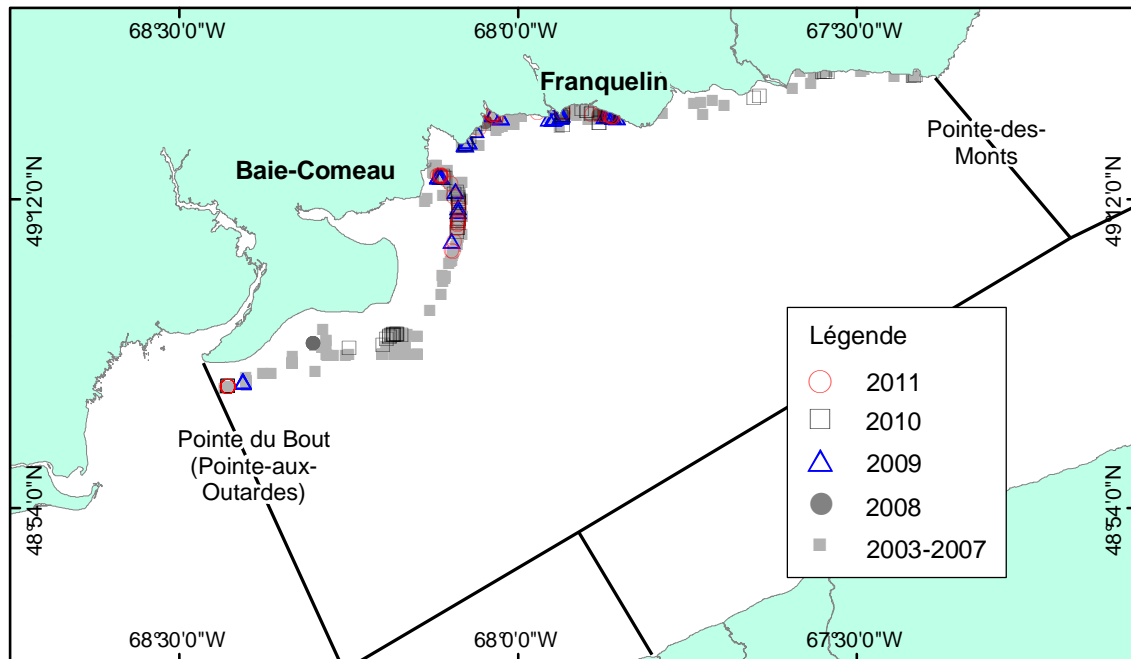 68°30'0"W
68°0'0"W
67°30'0"W
Franquelin
Pointe-des-
Monts
Baie-Comeau
49°12'0"N
49°12'0"N
Légende
2011
2010
2009
2008
2003-2007
Pointe du Bout
(Pointe-aux-
Outardes)
48°54'0"N
48°54'0"N
68°30'0"W
68°0'0"W
67°30'0"W